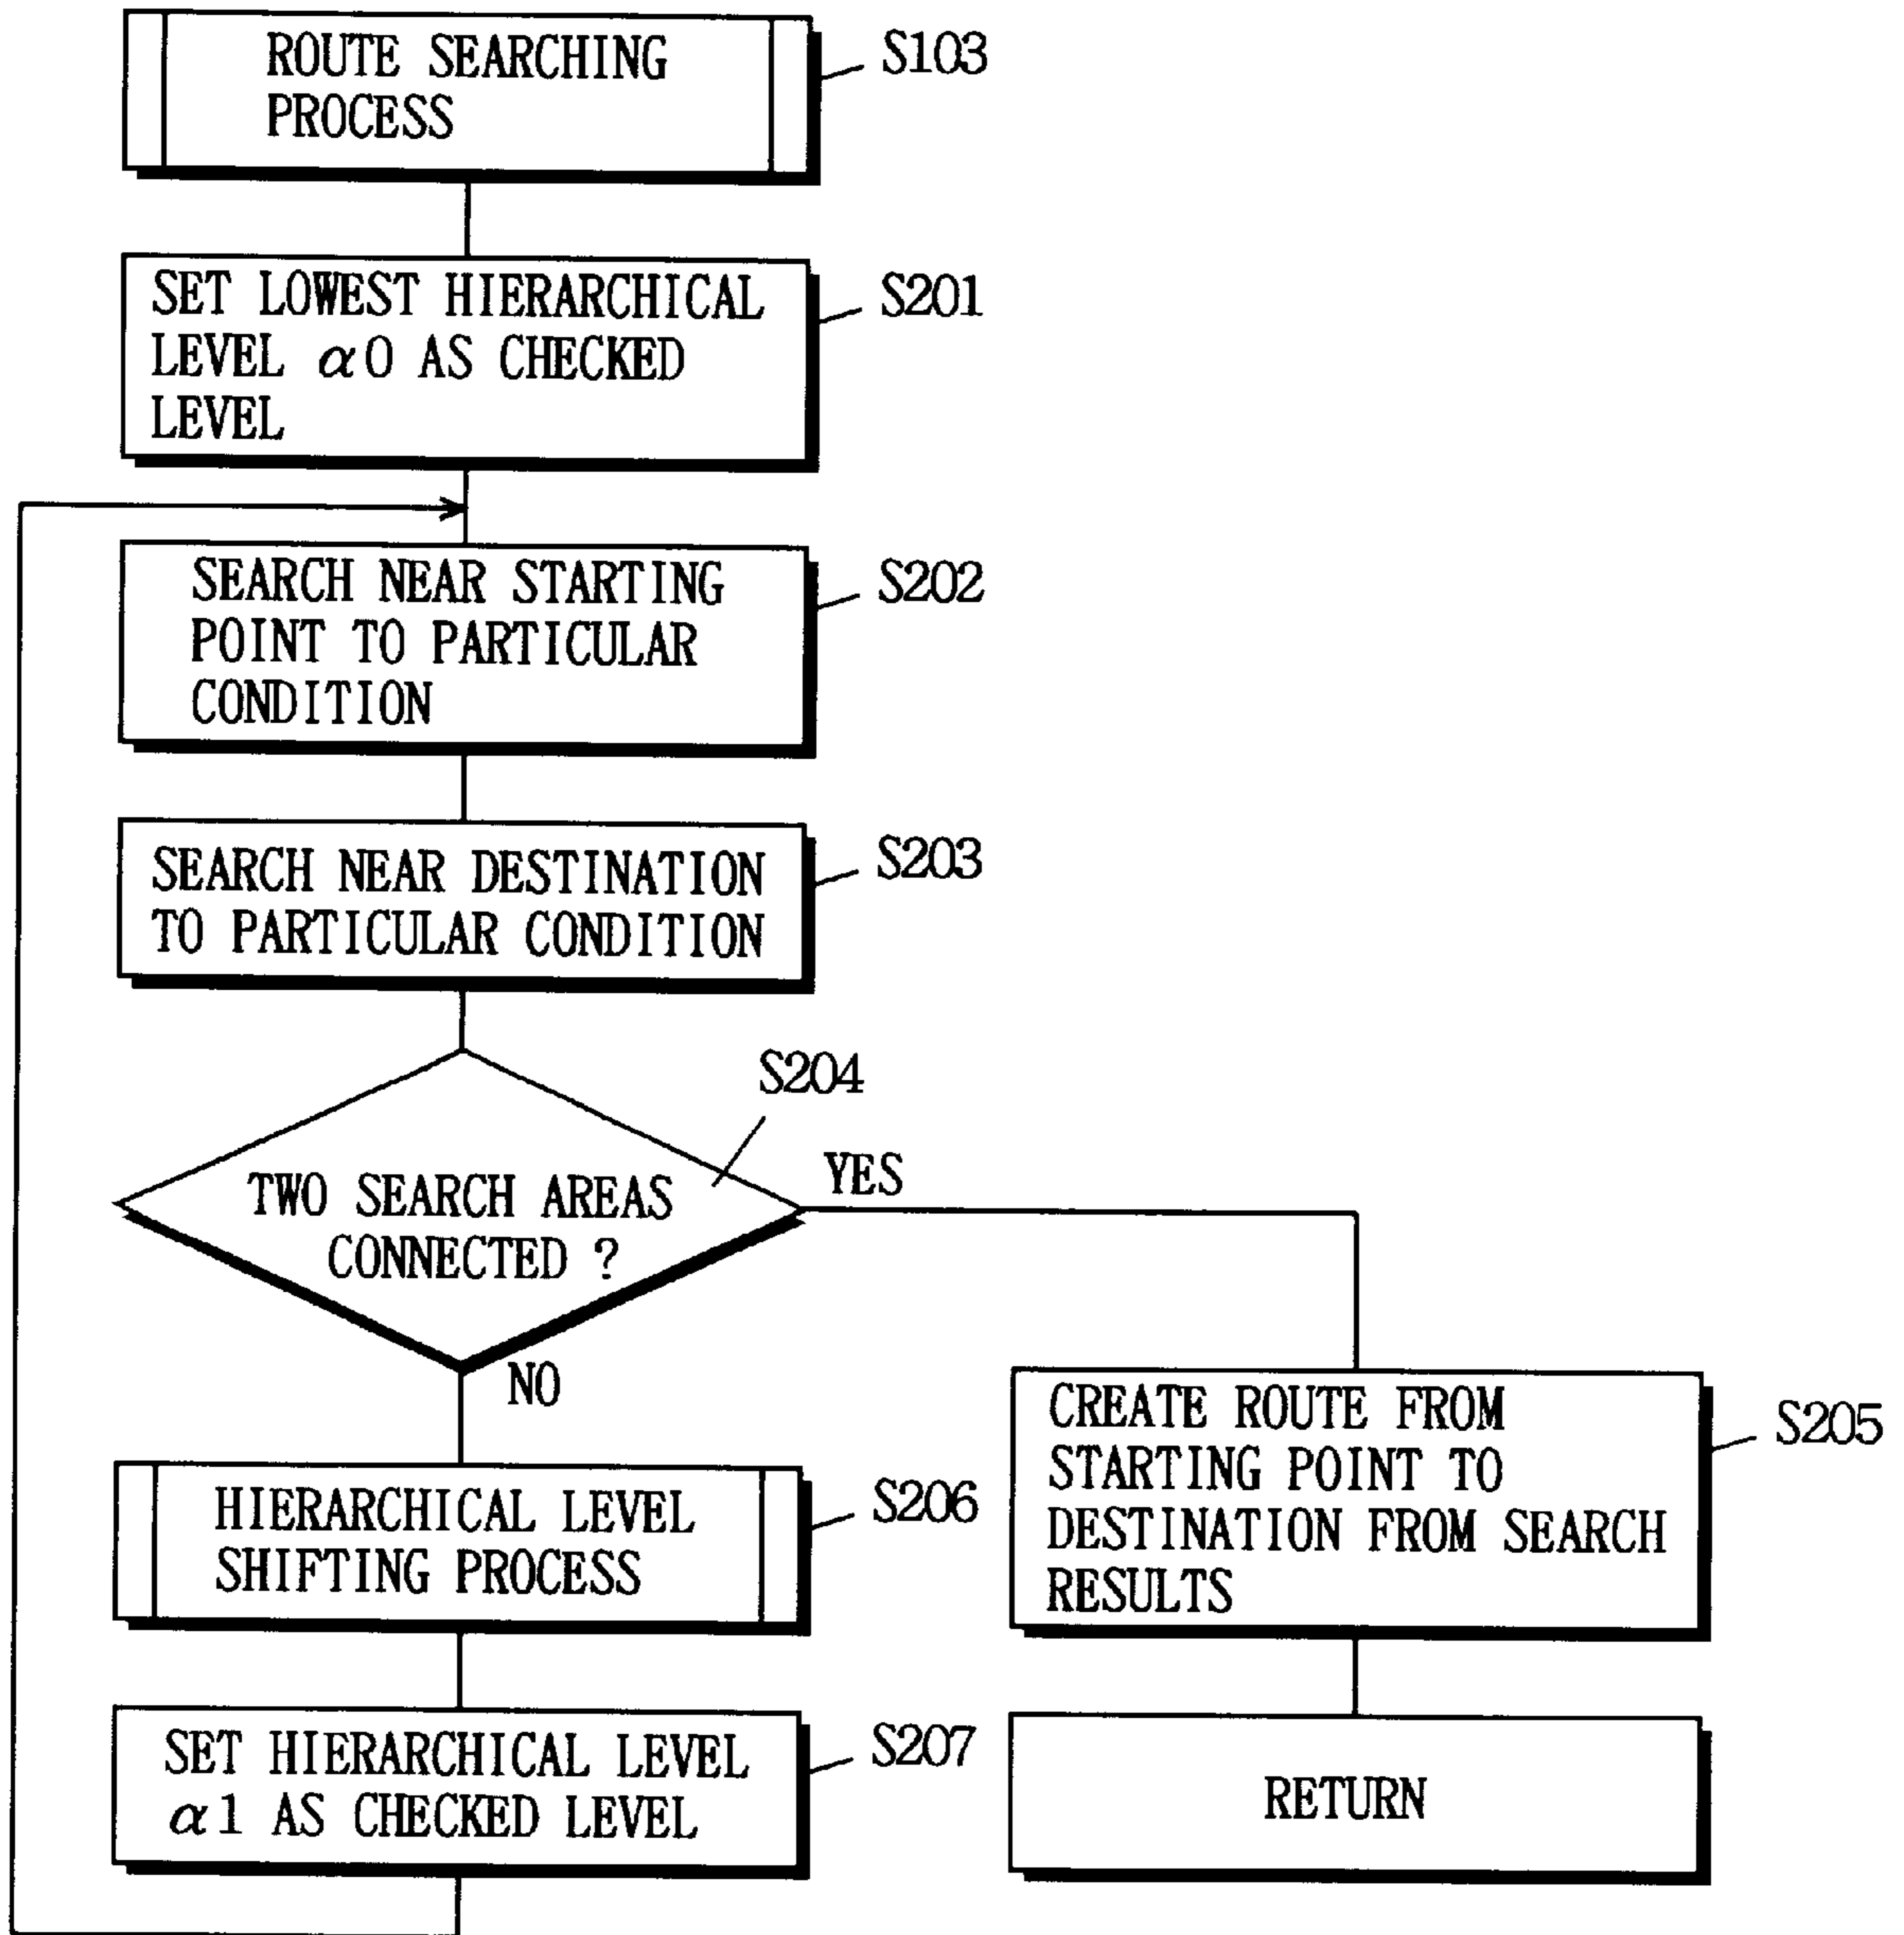 ROUTE SEARCHING
PROCESS
S103
SET LOWEST HIERARCHICAL
LEVEL α0 AS CHECKED
LEVEL
S201
SEARCH NEAR STARTING
POINT TO PARTICULAR
CONDITION
S202
SEARCH NEAR DESTINATION
TO PARTICULAR CONDITION
S203
TWO SEARCH AREAS
CONNECTED ?
S204
YES
NO
CREATE ROUTE FROM
STARTING POINT TO
DESTINATION FROM SEARCH
RESULTS
S205
HIERARCHICAL LEVEL
SHIFTING PROCESS
S206
SET HIERARCHICAL LEVEL
α1 AS CHECKED LEVEL
S207
RETURN